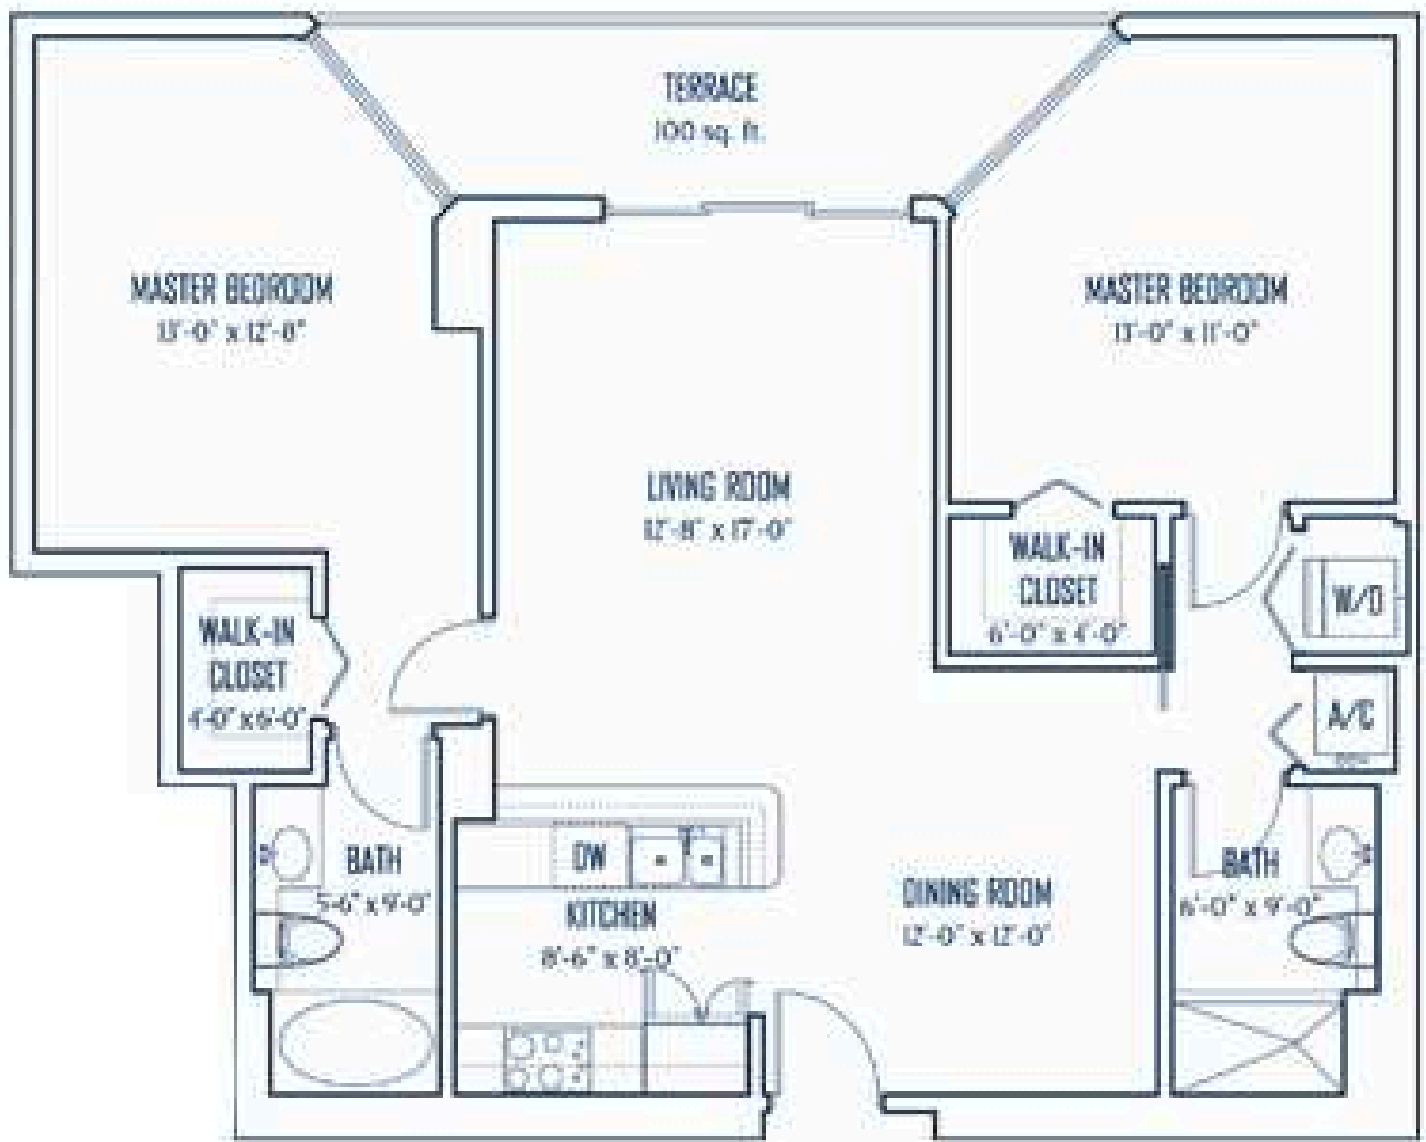 TERRACE
100 sq. ft.
MASTER BEDROOM
13'-0" x 12'-8"
MASTER BEDROOM
13'-0" x 11'-0"
LIVING ROOM
12'-8" x 17'-0"
WALK-IN
CLOSET
6'-0" x 4'-0"
W/D
WALK-IN
CLOSET
4'-0" x 6'-0"
A/C
BATH
5'-6" x 9'-0"
DW
KITCHEN
8'-6" x 8'-0"
DINING ROOM
12'-0" x 12'-0"
BATH
6'-0" x 9'-0"